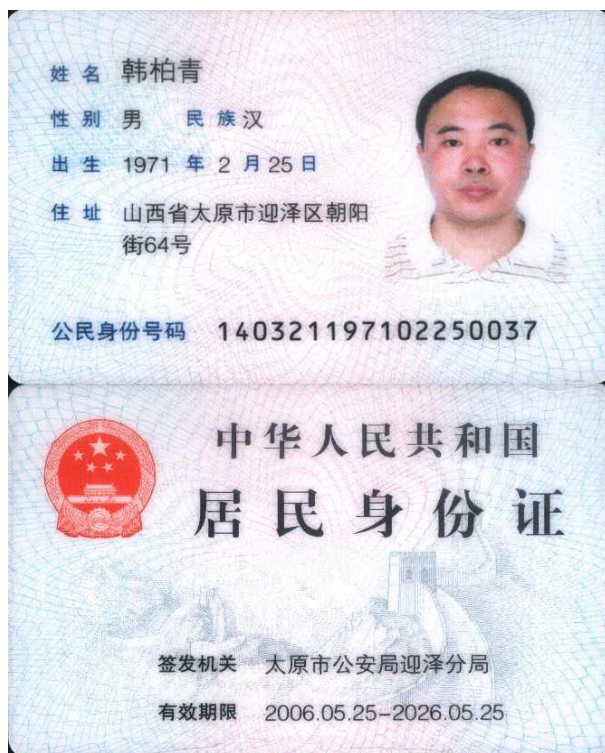 姓名 韩柏青
性别 男 民族 汉
出生 1971 年 2 月 25 日
住址 山西省太原市迎泽区朝阳
街64号
公民身份号码 140321197102250037
中华人民共和国
居民身份证
签发机关 太原市公安局迎泽分局
有效期限 2006.05.25-2026.05.25